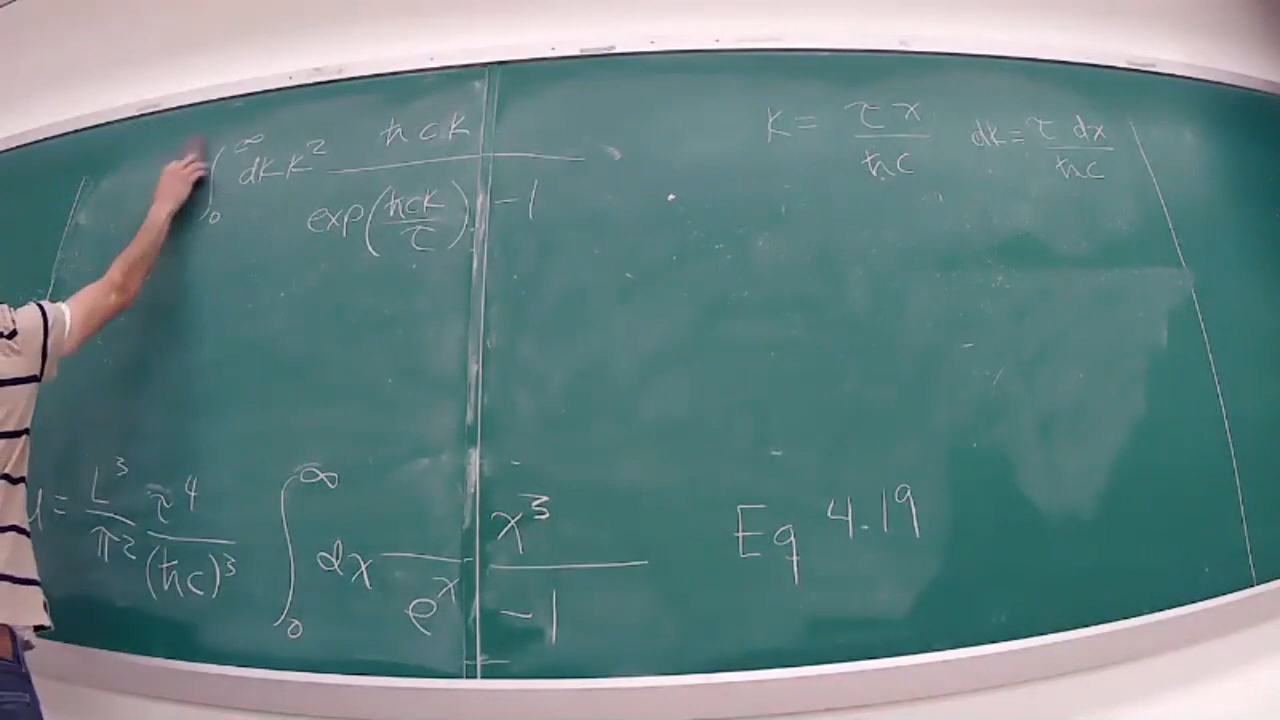 ∫₀^∞ dk k² ħck / (exp(ħck/τ) - 1)
k = τx/ħc dk = τ dx/ħc
= L³/π² τ⁴/(ħc)³ ∫₀^∞ dx x³/(eˣ - 1)
Eq 4.19